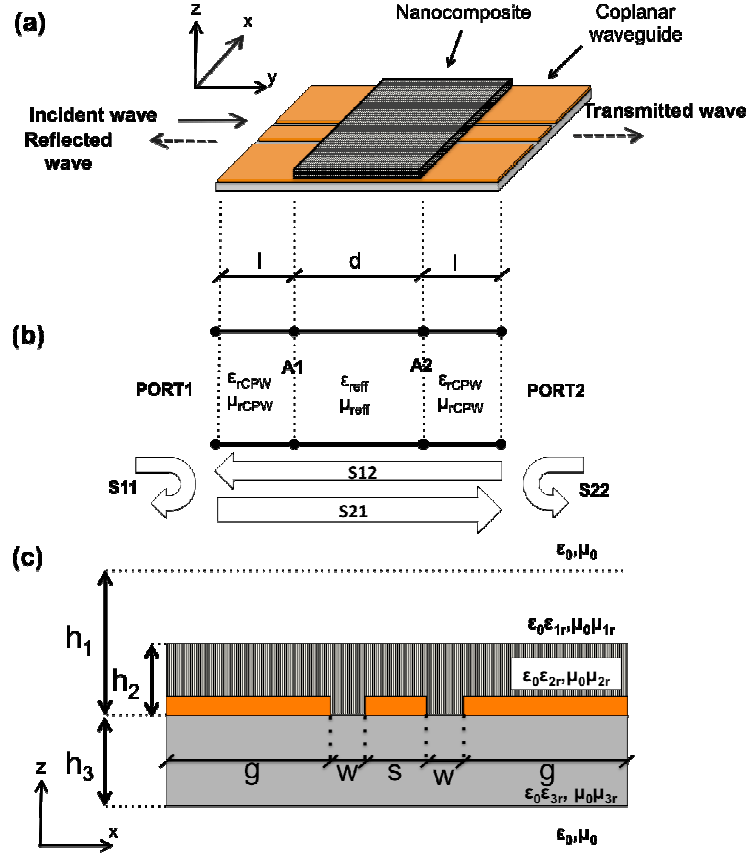 (a)
z
x
y
Nanocomposite
Coplanar
waveguide
Incident wave
Reflected
wave
Transmitted wave
l d l
(b)
A1 A2
PORT1
εrCPW
μrCPW
εreff
μreff
εrCPW
μrCPW
PORT2
S12
S11
S22
S21
(c)
ε0,μ0
h1
ε0ε1r,μ0μ1r
h2
ε0ε2r,μ0μ2r
h3
g w s w g
ε0ε3r, μ0μ3r
z
x
ε0,μ0